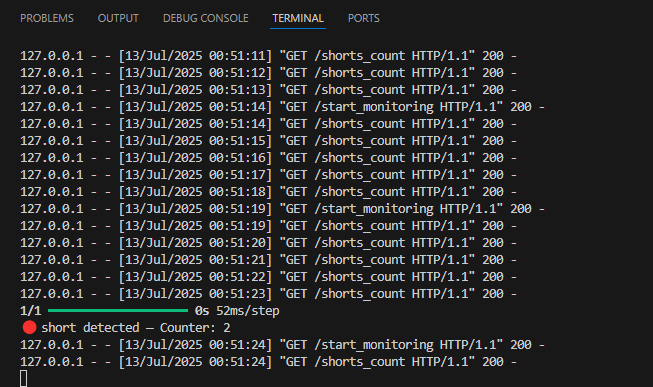 PROBLEMS OUTPUT DEBUG CONSOLE TERMINAL PORTS
127.0.0.1 - - [13/Jul/2025 00:51:11] "GET /shorts_count HTTP/1.1" 200 -
127.0.0.1 - - [13/Jul/2025 00:51:12] "GET /shorts_count HTTP/1.1" 200 -
127.0.0.1 - - [13/Jul/2025 00:51:13] "GET /shorts_count HTTP/1.1" 200 -
127.0.0.1 - - [13/Jul/2025 00:51:14] "GET /start_monitoring HTTP/1.1" 200 -
127.0.0.1 - - [13/Jul/2025 00:51:14] "GET /shorts_count HTTP/1.1" 200 -
127.0.0.1 - - [13/Jul/2025 00:51:15] "GET /shorts_count HTTP/1.1" 200 -
127.0.0.1 - - [13/Jul/2025 00:51:16] "GET /shorts_count HTTP/1.1" 200 -
127.0.0.1 - - [13/Jul/2025 00:51:17] "GET /shorts_count HTTP/1.1" 200 -
127.0.0.1 - - [13/Jul/2025 00:51:18] "GET /shorts_count HTTP/1.1" 200 -
127.0.0.1 - - [13/Jul/2025 00:51:19] "GET /start_monitoring HTTP/1.1" 200 -
127.0.0.1 - - [13/Jul/2025 00:51:19] "GET /shorts_count HTTP/1.1" 200 -
127.0.0.1 - - [13/Jul/2025 00:51:20] "GET /shorts_count HTTP/1.1" 200 -
127.0.0.1 - - [13/Jul/2025 00:51:21] "GET /shorts_count HTTP/1.1" 200 -
127.0.0.1 - - [13/Jul/2025 00:51:22] "GET /shorts_count HTTP/1.1" 200 -
127.0.0.1 - - [13/Jul/2025 00:51:23] "GET /shorts_count HTTP/1.1" 200 -
1/1 ━━━━━━━━━━━━━━━━━━━━ 0s 52ms/step
🔴 short detected — Counter: 2
127.0.0.1 - - [13/Jul/2025 00:51:24] "GET /start_monitoring HTTP/1.1" 200 -
127.0.0.1 - - [13/Jul/2025 00:51:24] "GET /shorts_count HTTP/1.1" 200 -